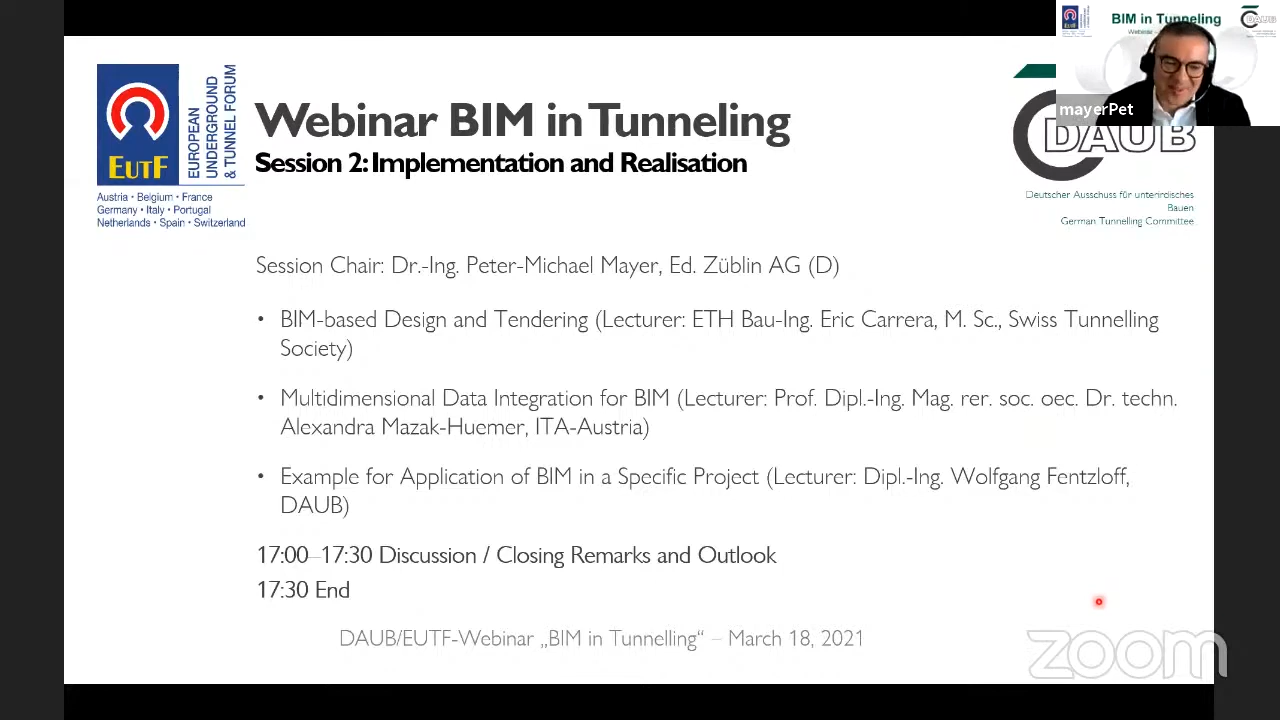 Webinar BIM in Tunneling
Session 2: Implementation and Realisation
EUTF
EUROPEAN
UNDERGROUND
& TUNNEL FORUM
Austria • Belgium • France
Germany • Italy • Portugal
Netherlands • Spain • Switzerland
BIM in Tunneling
DAUB
mayerPet
DAUB
Deutscher Ausschuss für unterirdisches
Bauen
German Tunnelling Committee
Session Chair: Dr.-Ing. Peter-Michael Mayer, Ed. Züblin AG (D)
• BIM-based Design and Tendering (Lecturer: ETH Bau-Ing. Eric Carrera, M. Sc., Swiss Tunnelling
Society)
• Multidimensional Data Integration for BIM (Lecturer: Prof. Dipl.-Ing. Mag. rer. soc. oec. Dr. techn.
Alexandra Mazak-Huemer, ITA-Austria)
• Example for Application of BIM in a Specific Project (Lecturer: Dipl.-Ing. Wolfgang Fentzloff,
DAUB)
17:00–17:30 Discussion / Closing Remarks and Outlook
17:30 End
DAUB/EUTF-Webinar „BIM in Tunnelling“ – March 18, 2021
zoom